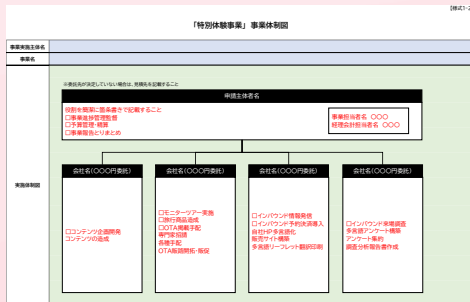 【様式1-2
「特別体験事業」事業体制図
事業実施主体名
事業名
※委託先が決定していない場合は、見積先を記載すること
申請主体者名
役割を簡潔に箇条書きで記載すること
□事業進捗管理監督
□予算管理・精算
□事業報告とりまとめ
事業担当者名 〇〇〇
経理会計担当者名 〇〇〇
実施体制図
会社名(〇〇〇円委託)
□コンテンツ企画開発
コンテンツの造成
会社名(〇〇〇円委託)
□モニターツアー実施
□旅行商品造成
□OTA掲載手配
専門家招請
各種手配
OTA販路開拓・販促
会社名(〇〇〇円委託)
□インバウンド情報発信
□インバウンド予約決済導入
自社HP多言語化
販売サイト構築
多言語リーフレット翻訳印刷
会社名(〇〇〇円委託)
□インバウンド来場調査
多言語アンケート構築
アンケート集約
調査分析報告書作成